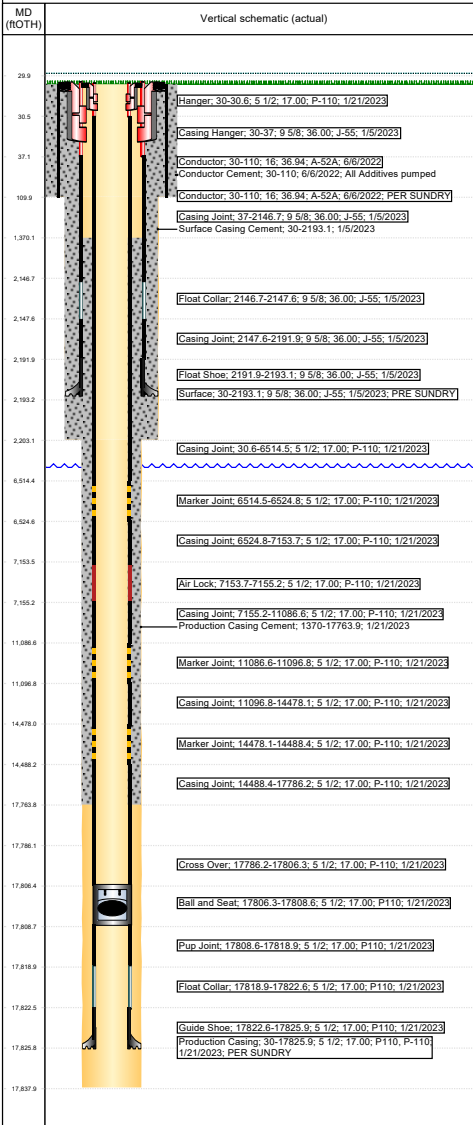 MD
(ftOTH)
Vertical schematic (actual)
29.9
Hanger; 30-30.6; 5 1/2; 17.00; P-110; 1/21/2023
30.5
Casing Hanger; 30-37; 9 5/8; 36.00; J-55; 1/5/2023
37.1
Conductor; 30-110; 16; 36.94; A-52A; 6/6/2022
Conductor Cement; 30-110; 6/6/2022; All Additives pumped
109.9
Conductor; 30-110; 16; 36.94; A-52A; 6/6/2022; PER SUNDRY
Casing Joint; 37-2146.7; 9 5/8; 36.00; J-55; 1/5/2023
Surface Casing Cement; 30-2193.1; 1/5/2023
1,370.1
2,146.7
Float Collar; 2146.7-2147.6; 9 5/8; 36.00; J-55; 1/5/2023
2,147.6
Casing Joint; 2147.6-2191.9; 9 5/8; 36.00; J-55; 1/5/2023
2,191.9
Float Shoe; 2191.9-2193.1; 9 5/8; 36.00; J-55; 1/5/2023
Surface; 30-2193.1; 9 5/8; 36.00; J-55; 1/5/2023; PRE SUNDRY
2,193.2
2,203.1
Casing Joint; 30.6-6514.5; 5 1/2; 17.00; P-110; 1/21/2023
6,514.4
Marker Joint; 6514.5-6524.8; 5 1/2; 17.00; P-110; 1/21/2023
6,524.6
Casing Joint; 6524.8-7153.7; 5 1/2; 17.00; P-110; 1/21/2023
7,153.5
Air Lock; 7153.7-7155.2; 5 1/2; 17.00; P-110; 1/21/2023
7,155.2
Casing Joint; 7155.2-11086.6; 5 1/2; 17.00; P-110; 1/21/2023
Production Casing Cement; 1370-17763.9; 1/21/2023
11,086.6
Marker Joint; 11086.6-11096.8; 5 1/2; 17.00; P-110; 1/21/2023
11,096.8
Casing Joint; 11096.8-14478.1; 5 1/2; 17.00; P-110; 1/21/2023
14,478.0
Marker Joint; 14478.1-14488.4; 5 1/2; 17.00; P-110; 1/21/2023
14,488.2
Casing Joint; 14488.4-17786.2; 5 1/2; 17.00; P-110; 1/21/2023
17,763.8
17,786.1
Cross Over; 17786.2-17806.3; 5 1/2; 17.00; P-110; 1/21/2023
17,806.4
Ball and Seat; 17806.3-17808.6; 5 1/2; 17.00; P110; 1/21/2023
17,808.7
Pup Joint; 17808.6-17818.9; 5 1/2; 17.00; P110; 1/21/2023
17,818.9
Float Collar; 17818.9-17822.6; 5 1/2; 17.00; P110; 1/21/2023
17,822.5
Guide Shoe; 17822.6-17825.9; 5 1/2; 17.00; P110; 1/21/2023
Production Casing; 30-17825.9; 5 1/2; 17.00; P110, P-110;
1/21/2023; PER SUNDRY
17,825.8
17,837.9